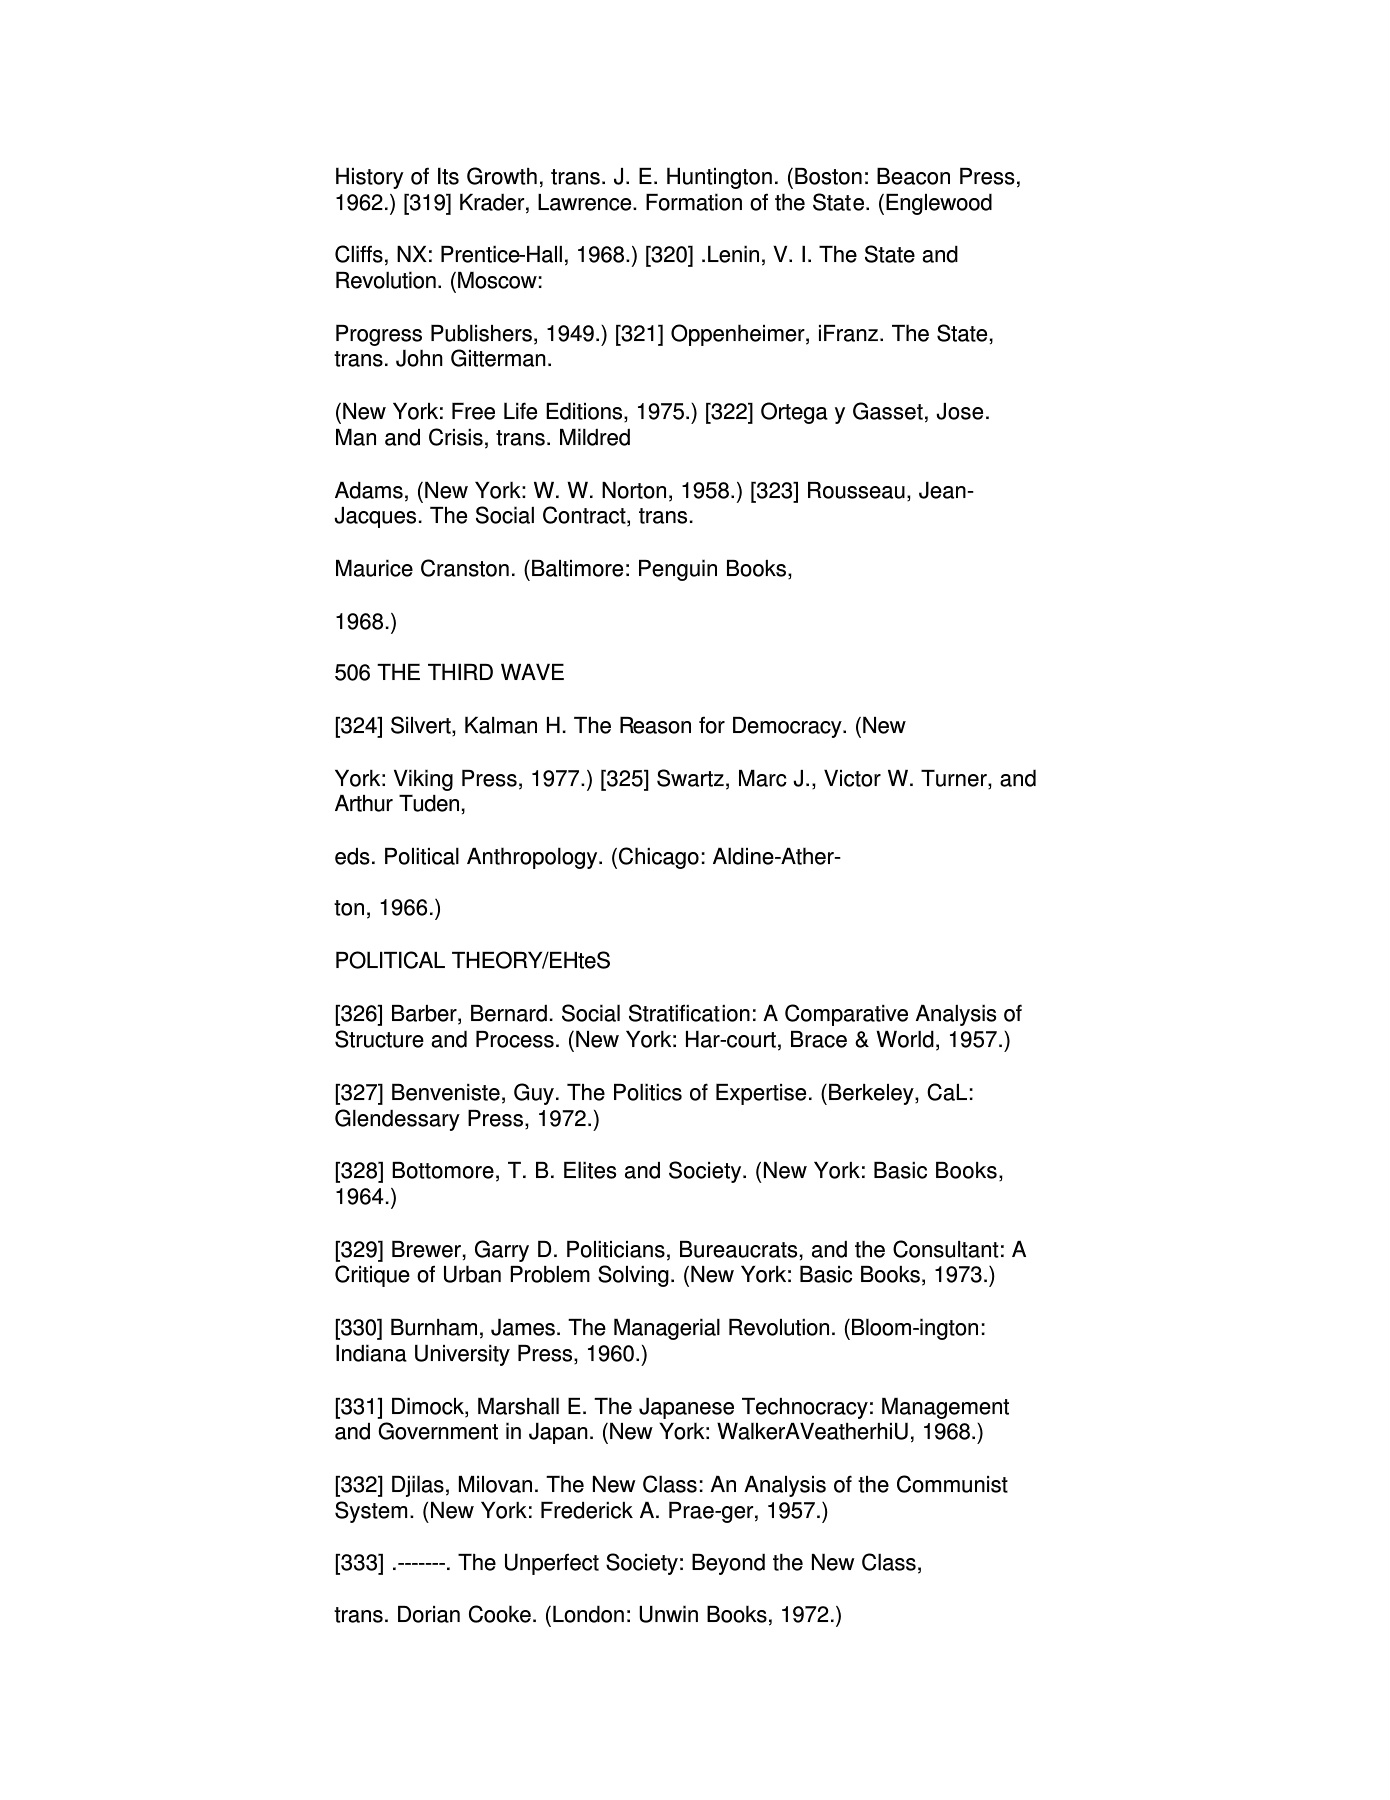 History of Its Growth, trans. J. E. Huntington. (Boston: Beacon Press,
1962.) [319] Krader, Lawrence. Formation of the State. (Englewood
Cliffs, NX: Prentice-Hall, 1968.) [320] .Lenin, V. I. The State and
Revolution. (Moscow:
Progress Publishers, 1949.) [321] Oppenheimer, iFranz. The State,
trans. John Gitterman.
(New York: Free Life Editions, 1975.) [322] Ortega y Gasset, Jose.
Man and Crisis, trans. Mildred
Adams, (New York: W. W. Norton, 1958.) [323] Rousseau, Jean-
Jacques. The Social Contract, trans.
Maurice Cranston. (Baltimore: Penguin Books,
1968.)
506 THE THIRD WAVE
[324] Silvert, Kalman H. The Reason for Democracy. (New
York: Viking Press, 1977.) [325] Swartz, Marc J., Victor W. Turner, and
Arthur Tuden,
eds. Political Anthropology. (Chicago: Aldine-Ather-
ton, 1966.)
POLITICAL THEORY/EHteS
[326] Barber, Bernard. Social Stratification: A Comparative Analysis of
Structure and Process. (New York: Har-court, Brace & World, 1957.)
[327] Benveniste, Guy. The Politics of Expertise. (Berkeley, CaL:
Glendessary Press, 1972.)
[328] Bottomore, T. B. Elites and Society. (New York: Basic Books,
1964.)
[329] Brewer, Garry D. Politicians, Bureaucrats, and the Consultant: A
Critique of Urban Problem Solving. (New York: Basic Books, 1973.)
[330] Burnham, James. The Managerial Revolution. (Bloom-ington:
Indiana University Press, 1960.)
[331] Dimock, Marshall E. The Japanese Technocracy: Management
and Government in Japan. (New York: WalkerAVeatherhiU, 1968.)
[332] Djilas, Milovan. The New Class: An Analysis of the Communist
System. (New York: Frederick A. Prae-ger, 1957.)
[333] .-------. The Unperfect Society: Beyond the New Class,
trans. Dorian Cooke. (London: Unwin Books, 1972.)